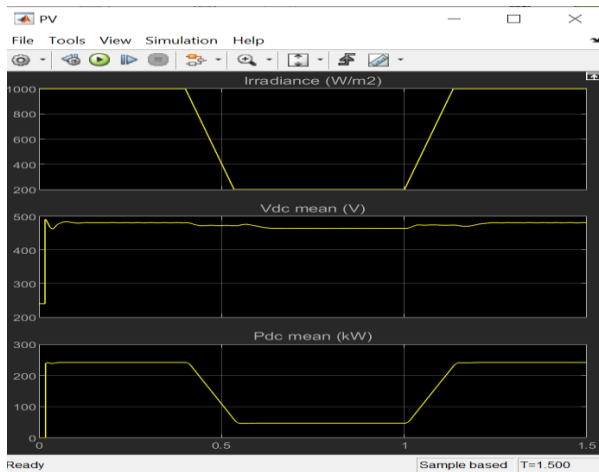 PV
File Tools View Simulation Help
Irradiance (W/m2)
1000
800
600
400
200
Vdc mean (V)
500
400
300
200
Pdc mean (kW)
300
200
100
0
0 0.5 1 1.5
Ready Sample based T=1.500